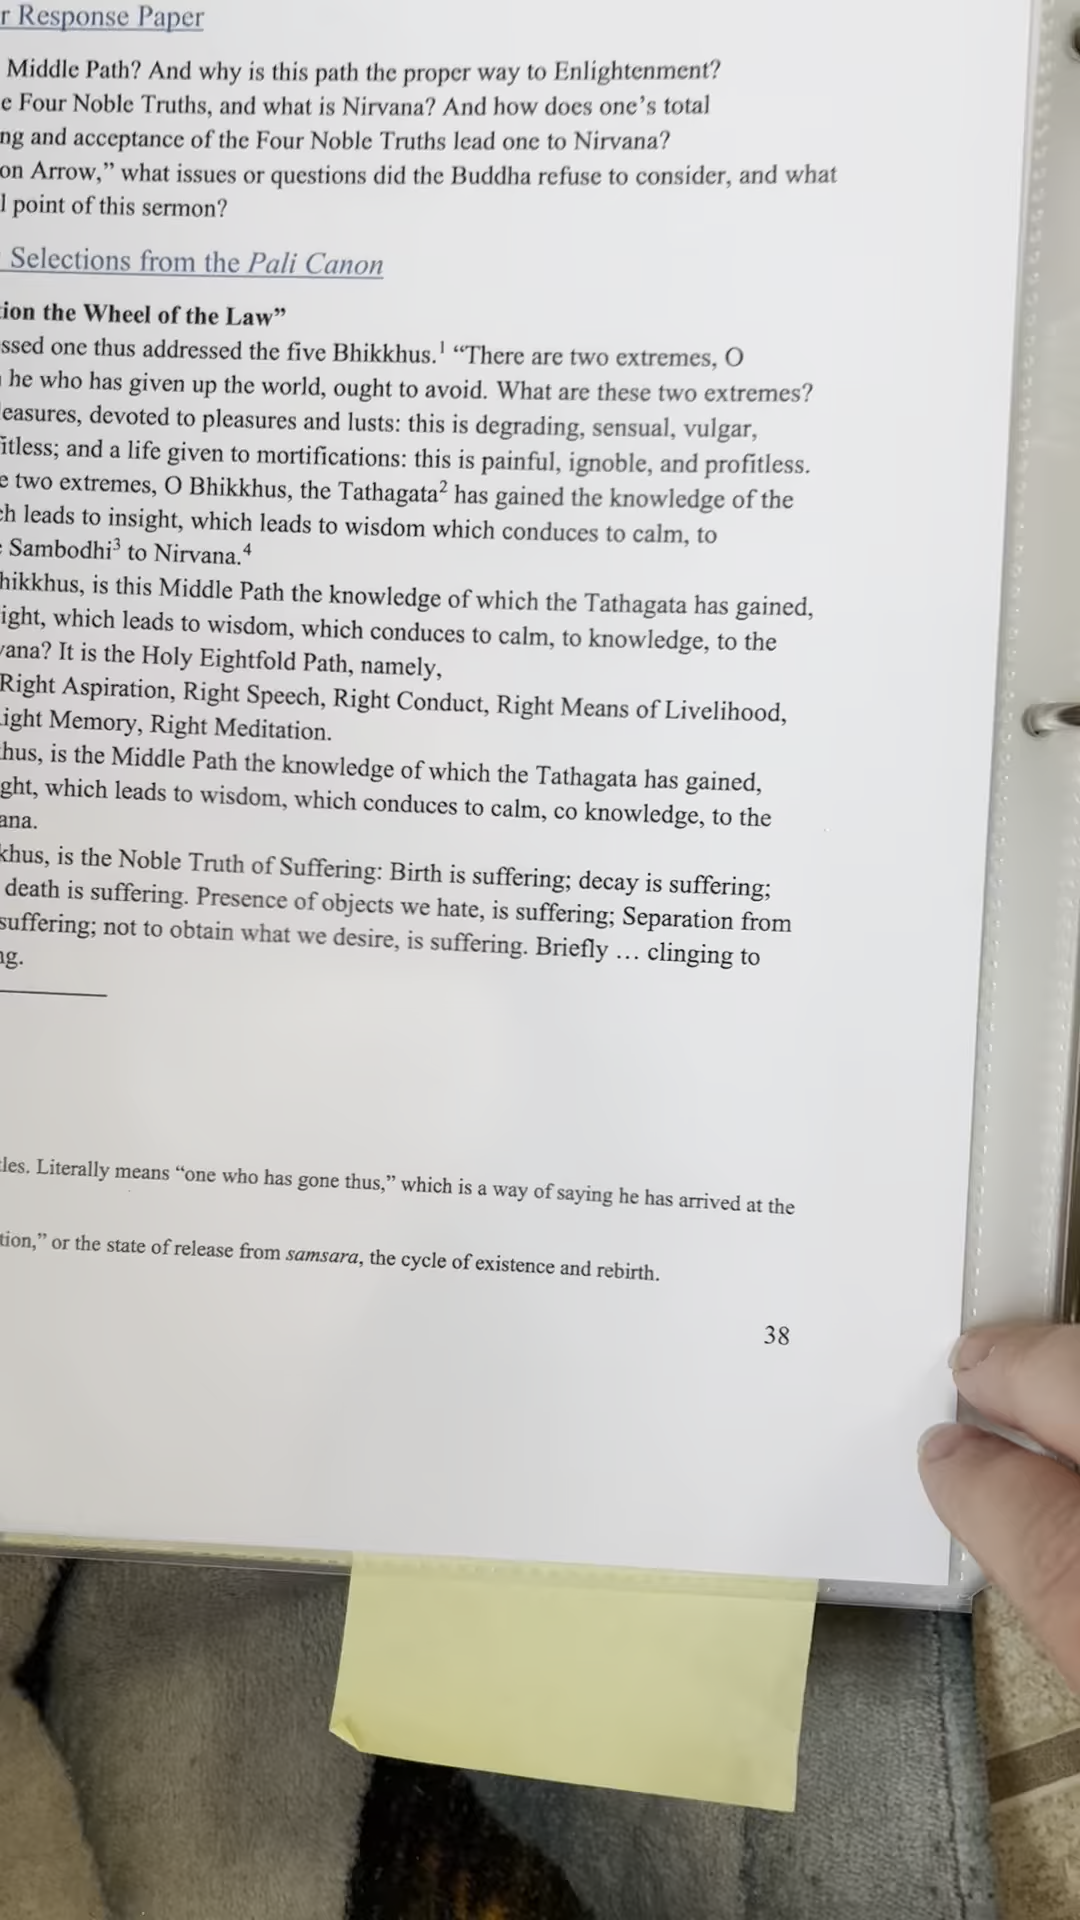 r Response Paper
Middle Path? And why is this path the proper way to Enlightenment?
e Four Noble Truths, and what is Nirvana? And how does one's total
ng and acceptance of the Four Noble Truths lead one to Nirvana?
on Arrow,” what issues or questions did the Buddha refuse to consider, and what
l point of this sermon?
Selections from the Pali Canon
tion the Wheel of the Law”
ssed one thus addressed the five Bhikkhus.¹ “There are two extremes, O
he who has given up the world, ought to avoid. What are these two extremes?
easures, devoted to pleasures and lusts: this is degrading, sensual, vulgar,
itless; and a life given to mortifications: this is painful, ignoble, and profitless.
e two extremes, O Bhikkhus, the Tathagata² has gained the knowledge of the
ch leads to insight, which leads to wisdom which conduces to calm, to
Sambodhi³ to Nirvana.⁴
hikkhus, is this Middle Path the knowledge of which the Tathagata has gained,
ight, which leads to wisdom, which conduces to calm, to knowledge, to the
vana? It is the Holy Eightfold Path, namely,
Right Aspiration, Right Speech, Right Conduct, Right Means of Livelihood,
ight Memory, Right Meditation.
hus, is the Middle Path the knowledge of which the Tathagata has gained,
ght, which leads to wisdom, which conduces to calm, co knowledge, to the
ana.
khus, is the Noble Truth of Suffering: Birth is suffering; decay is suffering;
death is suffering. Presence of objects we hate, is suffering; Separation from
suffering; not to obtain what we desire, is suffering. Briefly … clinging to
ng.
les. Literally means “one who has gone thus,” which is a way of saying he has arrived at the
tion,” or the state of release from samsara, the cycle of existence and rebirth.
38